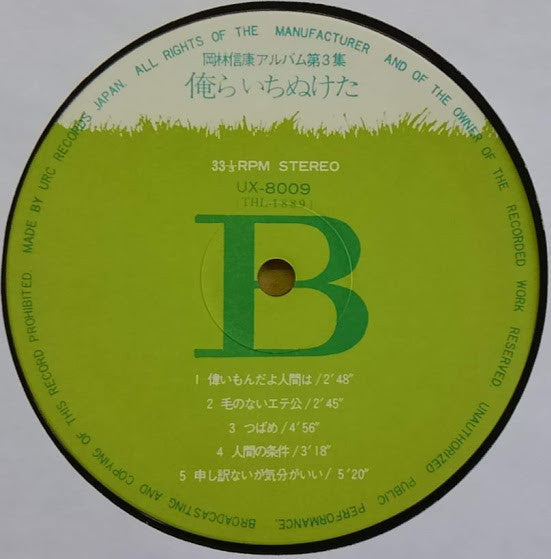 MADE BY URC RECORDS JAPAN ALL RIGHTS OF THE MANUFACTURER AND OF THE OWNER OF THE RECORDED WORK RESERVED. UNAUTHORIZED PUBLIC PERFORMANCE. BROADCASTING AND COPYING OF THIS RECORD PROHIBITED.
岡林信康アルバム第3集
俺ら いちぬけた
33⅓RPM STEREO
UX-8009
(THL-1889)
B
1 偉いもんだよ人間は/2'48"
2 毛のないエテ公/2'45"
3 つばめ/4'56"
4 人間の条件/3'18"
5 申し訳ないが気分がいい/5'20"